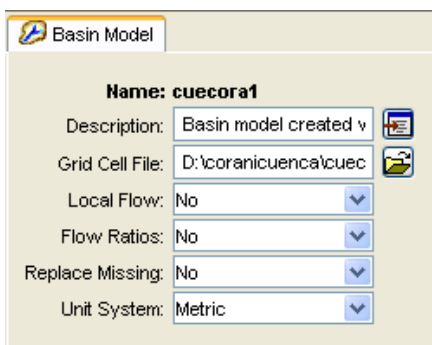 Basin Model
Name: cuecora1
Description: Basin model created v
Grid Cell File: D:\coranicuenca\cuec
Local Flow: No
Flow Ratios: No
Replace Missing: No
Unit System: Metric